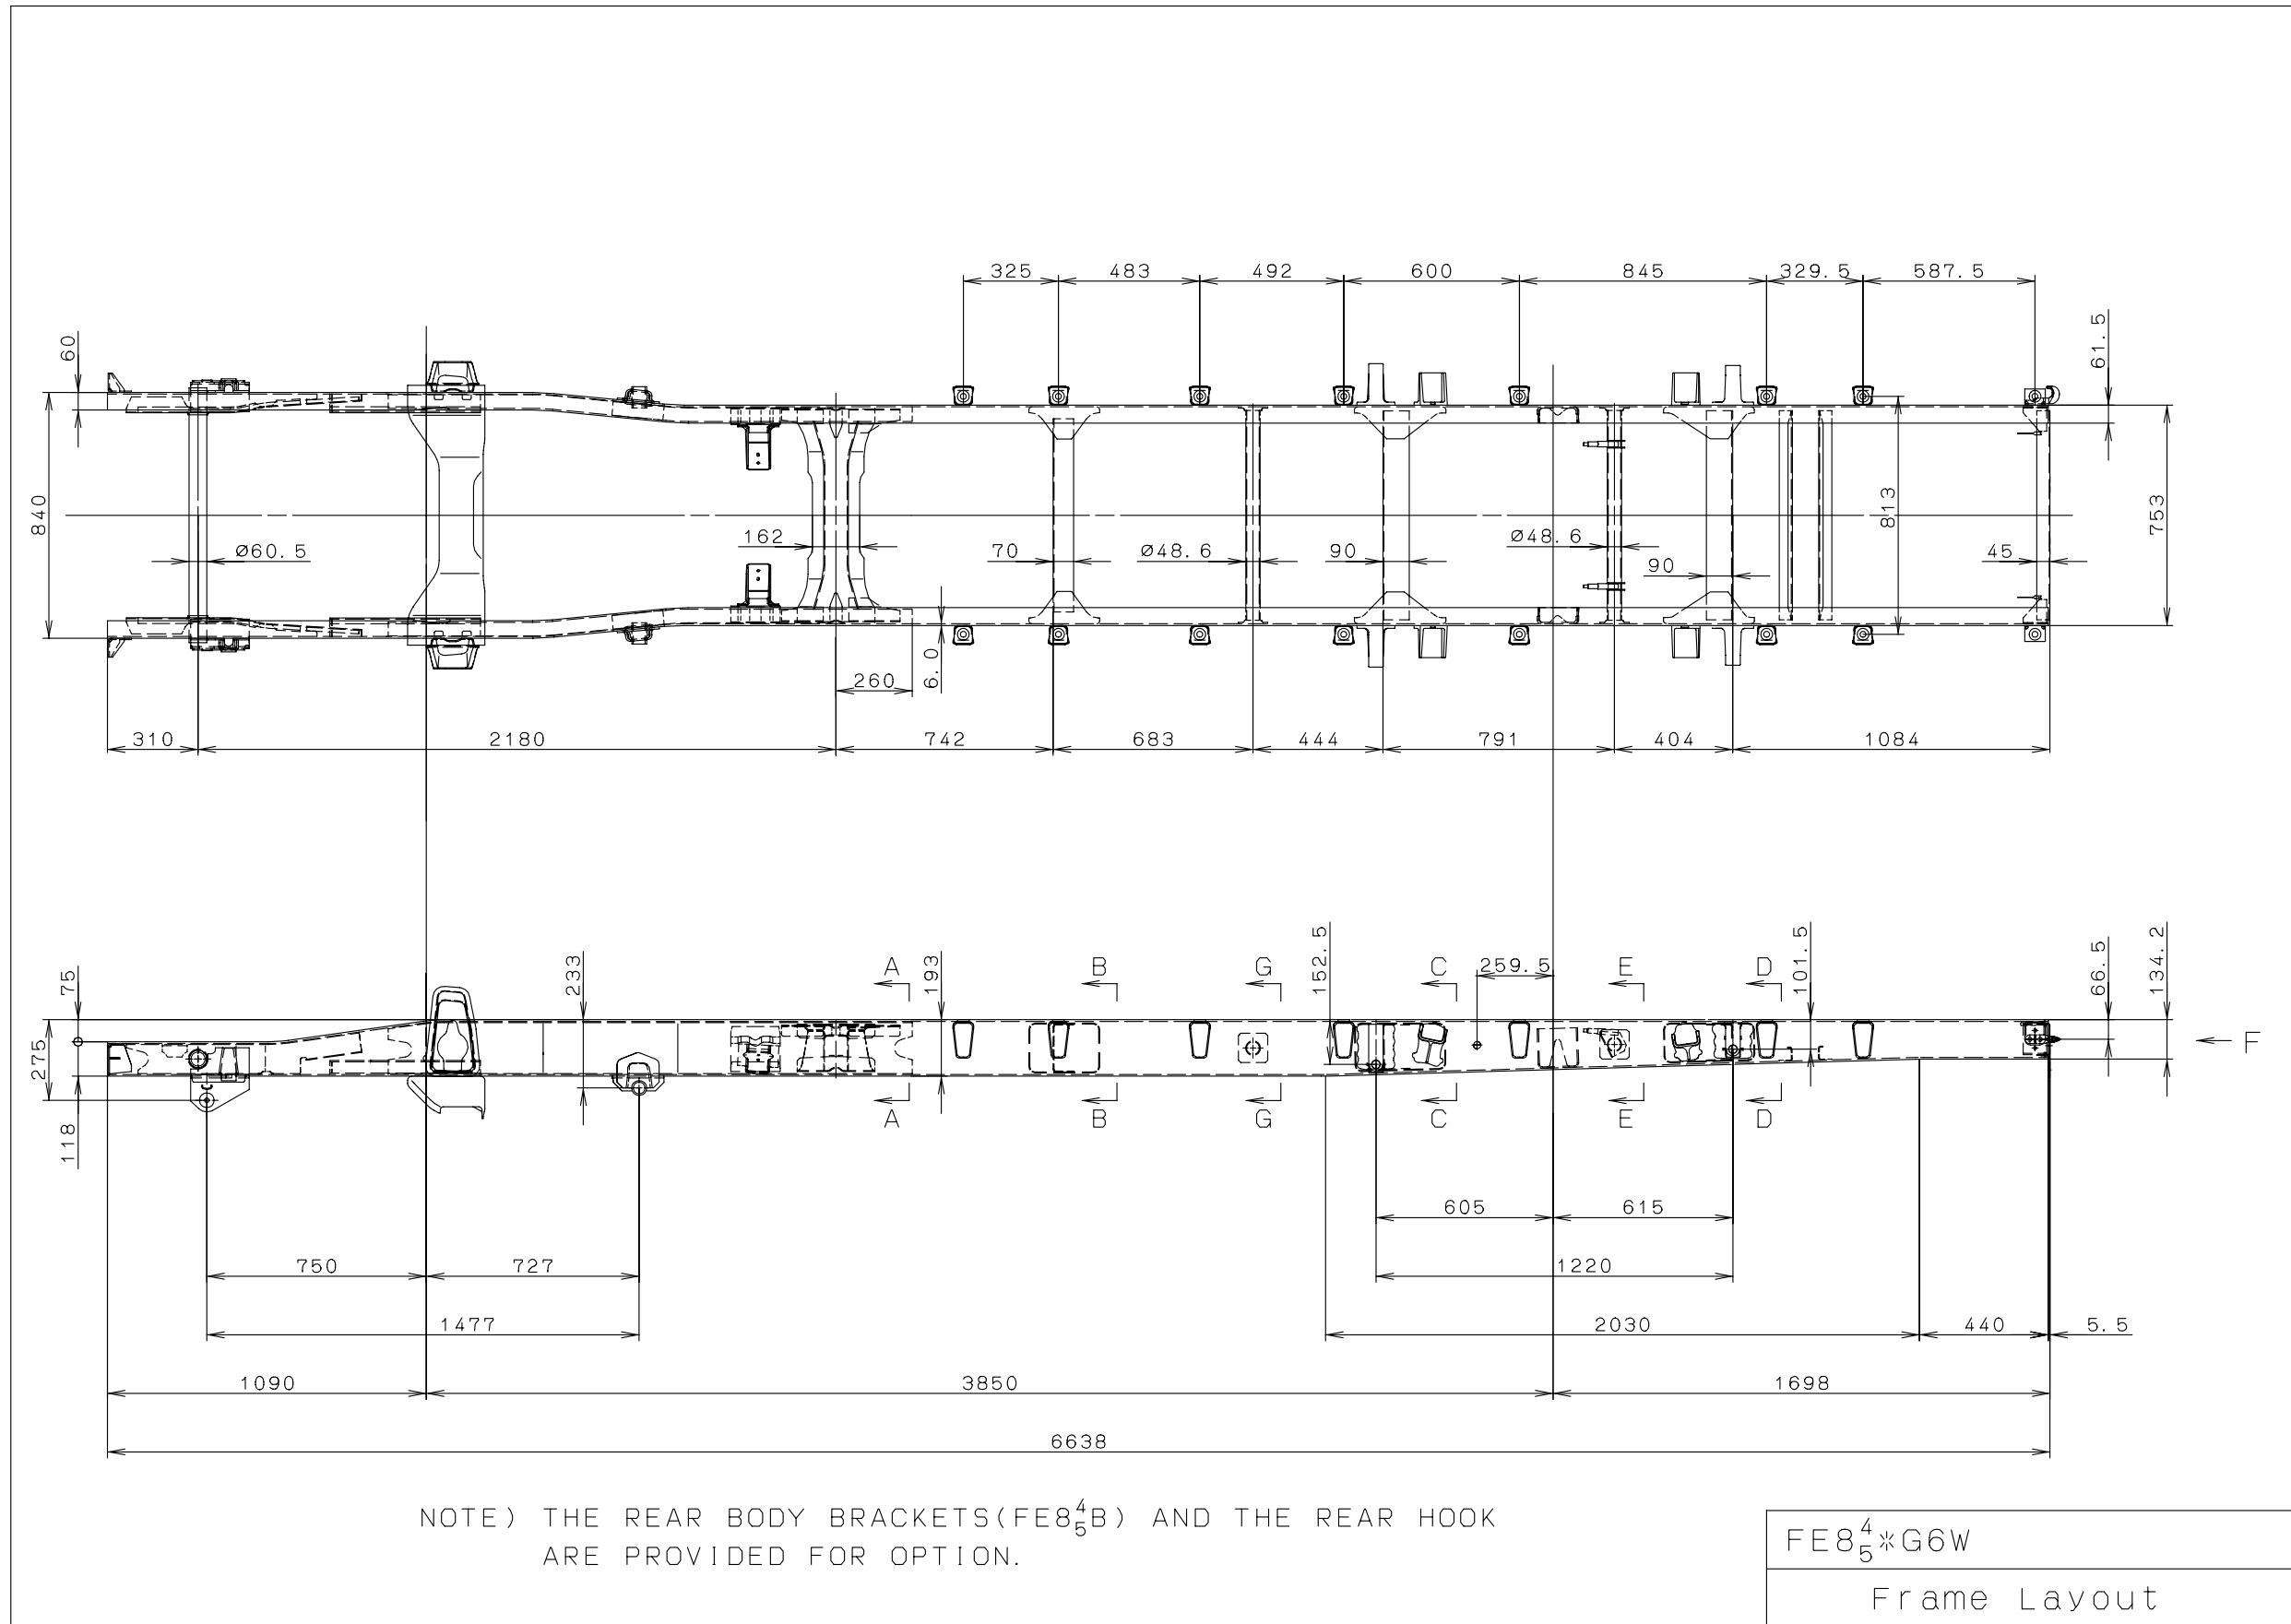 325 483 492 600 845 329.5 587.5
60
61.5
840
Ø60.5
162
70
Ø48.6
90
Ø48.6
90
813
45
753
260
6.0
310 2180 742 683 444 791 404 1084
75
275
118
233
A
193
B
G
152.5
C
259.5
E
D
101.5
66.5
134.2
F
A B G C E D
605 615
750 727 1220
1477 2030 440 5.5
1090 3850 1698
6638
NOTE) THE REAR BODY BRACKETS(FE8⁴₅B) AND THE REAR HOOK
ARE PROVIDED FOR OPTION.
FE8⁴₅*G6W
Frame Layout